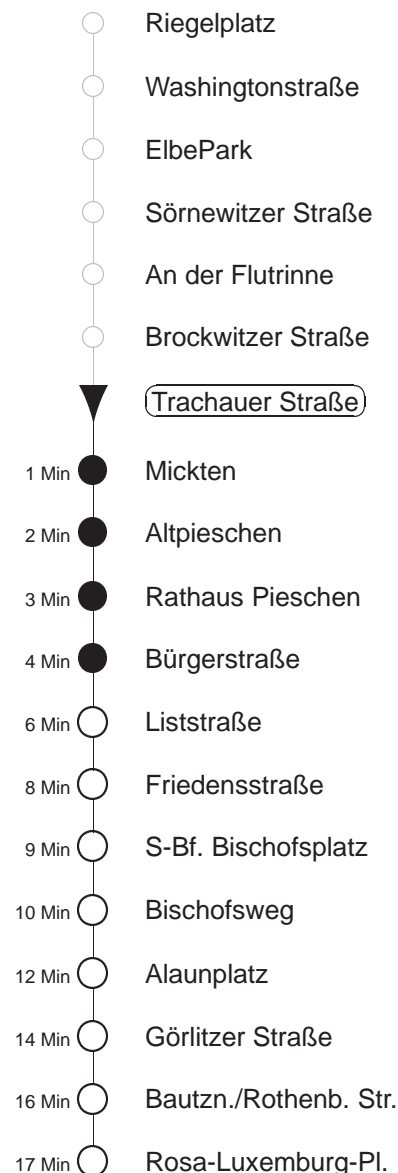 Riegelplatz
Washingtonstraße
ElbePark
Sörnewitzer Straße
An der Flutrinne
Brockwitzer Straße
Trachauer Straße
1 Min Mickten
2 Min Altpieschen
3 Min Rathaus Pieschen
4 Min Bürgerstraße
6 Min Liststraße
8 Min Friedensstraße
9 Min S-Bf. Bischofsplatz
10 Min Bischofsweg
12 Min Alaunplatz
14 Min Görlitzer Straße
16 Min Bautzn./Rothenb. Str.
17 Min Rosa-Luxemburg-Pl.